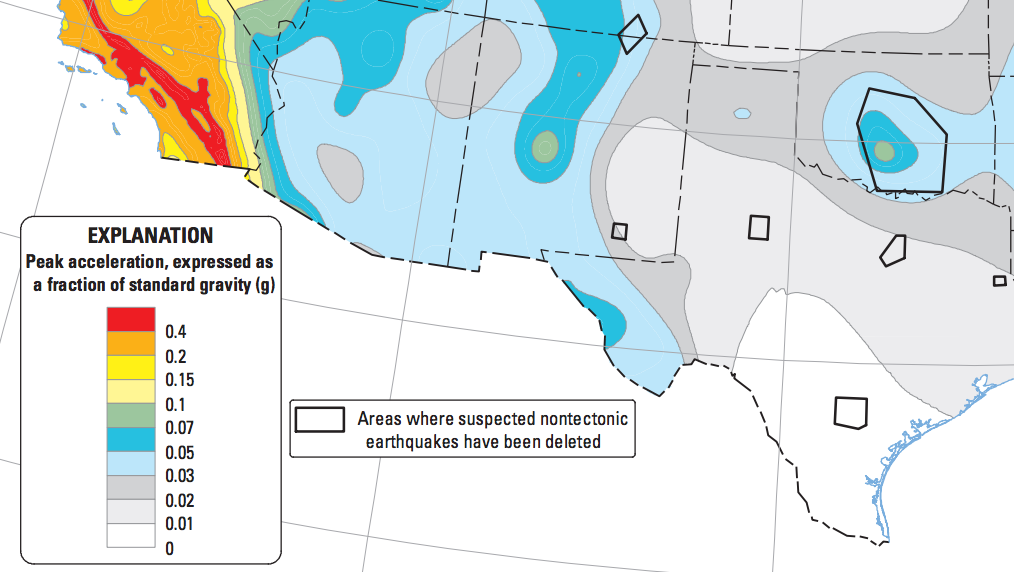 EXPLANATION
Peak acceleration, expressed as
a fraction of standard gravity (g)
0.4
0.2
0.15
0.1
0.07
0.05
0.03
0.02
0.01
0
Areas where suspected nontectonic
earthquakes have been deleted